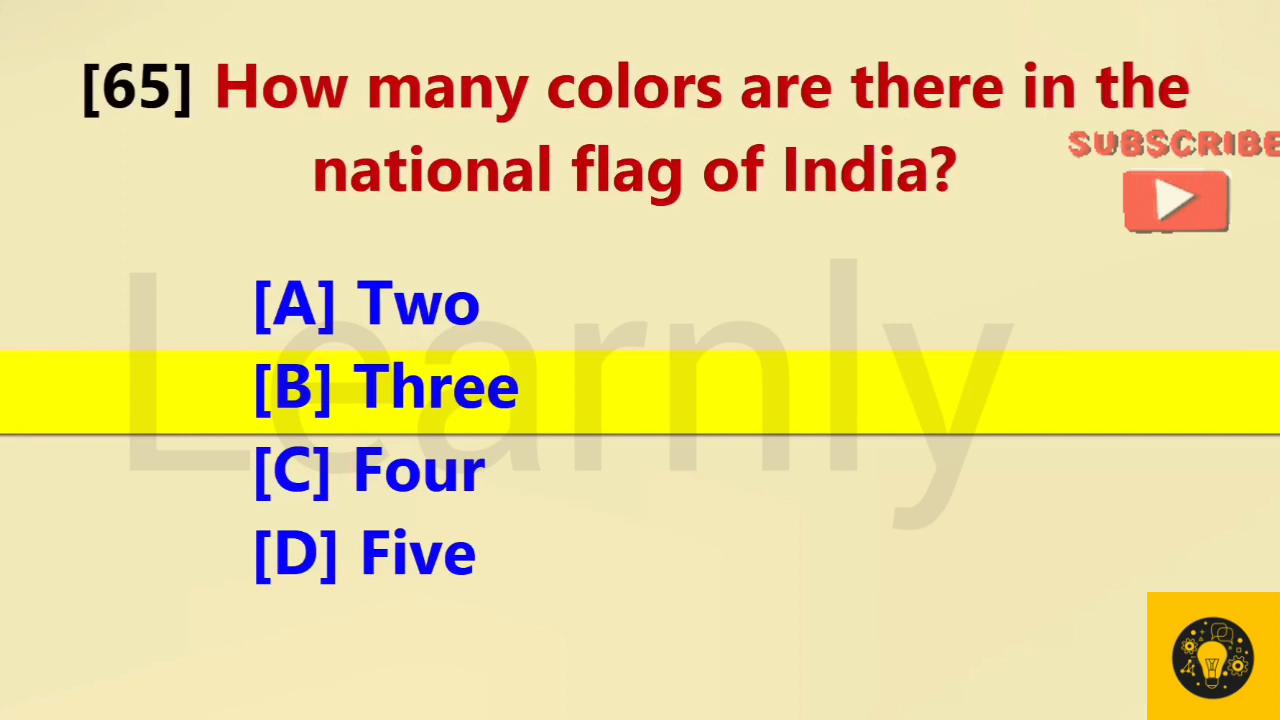 [65] How many colors are there in the
national flag of India?
SUBSCRIBE
[A] Two
[B] Three
[C] Four
[D] Five
Learnly